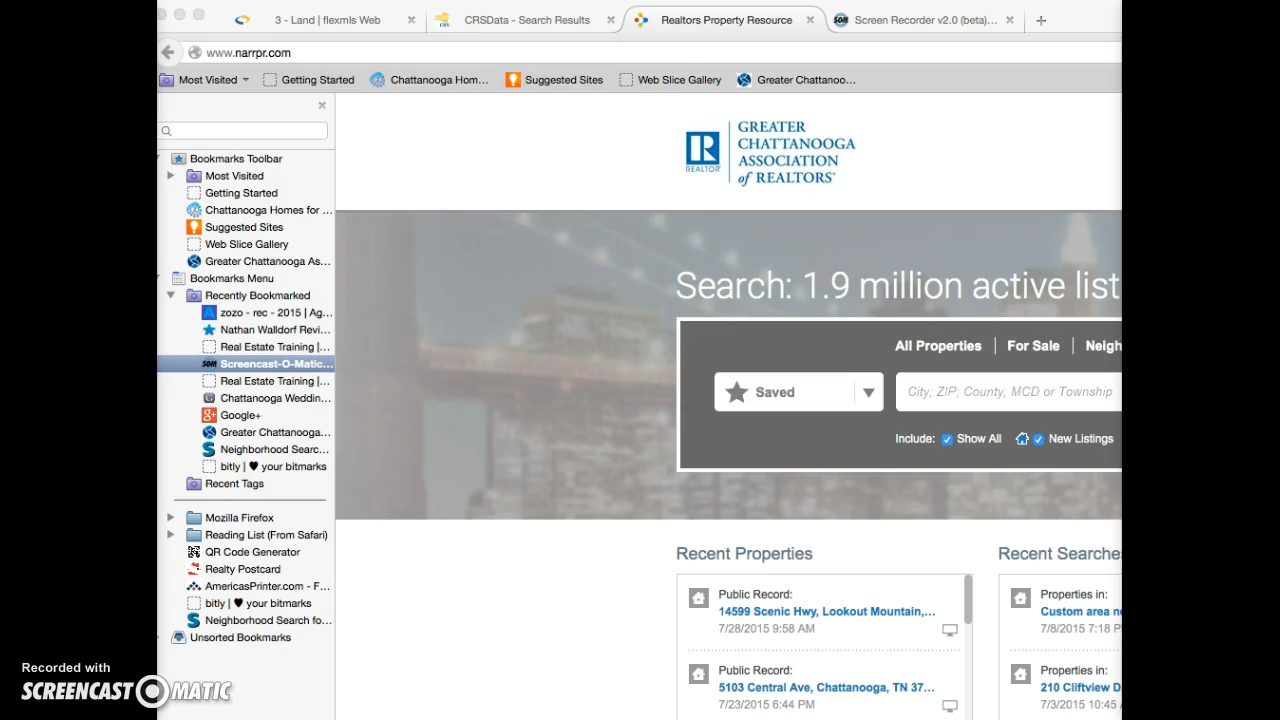 3 - Land | flexmls Web
CRSData - Search Results
Realtors Property Resource
Screen Recorder v2.0 (beta)...
www.narrpr.com
Most Visited
Getting Started
Chattanooga Hom...
Suggested Sites
Web Slice Gallery
Greater Chattanoo...
Bookmarks Toolbar
Most Visited
Getting Started
Chattanooga Homes for ...
Suggested Sites
Web Slice Gallery
Greater Chattanooga As...
Bookmarks Menu
Recently Bookmarked
zozo - rec - 2015 | Ag...
Nathan Walldorf Revi...
Real Estate Training |...
Screencast-O-Matic...
Real Estate Training |...
Chattanooga Weddin...
Google+
Greater Chattanooga...
Neighborhood Searc...
bitly | ♥ your bitmarks
Recent Tags
Mozilla Firefox
Reading List (From Safari)
QR Code Generator
Realty Postcard
AmericasPrinter.com - F...
bitly | ♥ your bitmarks
Neighborhood Search fo...
Unsorted Bookmarks
R
REALTOR®
GREATER
CHATTANOOGA
ASSOCIATION
of REALTORS®
Search: 1.9 million active list
All Properties | For Sale | Neigh
Saved
City; ZIP; County; MCD or Township
Include: Show All New Listings
Recent Properties
Public Record:
14599 Scenic Hwy, Lookout Mountain,...
7/28/2015 9:58 AM
Public Record:
5103 Central Ave, Chattanooga, TN 37...
7/23/2015 6:44 PM
Recent Searches
Properties in:
Custom area ne
7/8/2015 7:18 P
Properties in:
210 Cliftview D
7/3/2015 10:45
Recorded with
SCREENCAST-O-MATIC